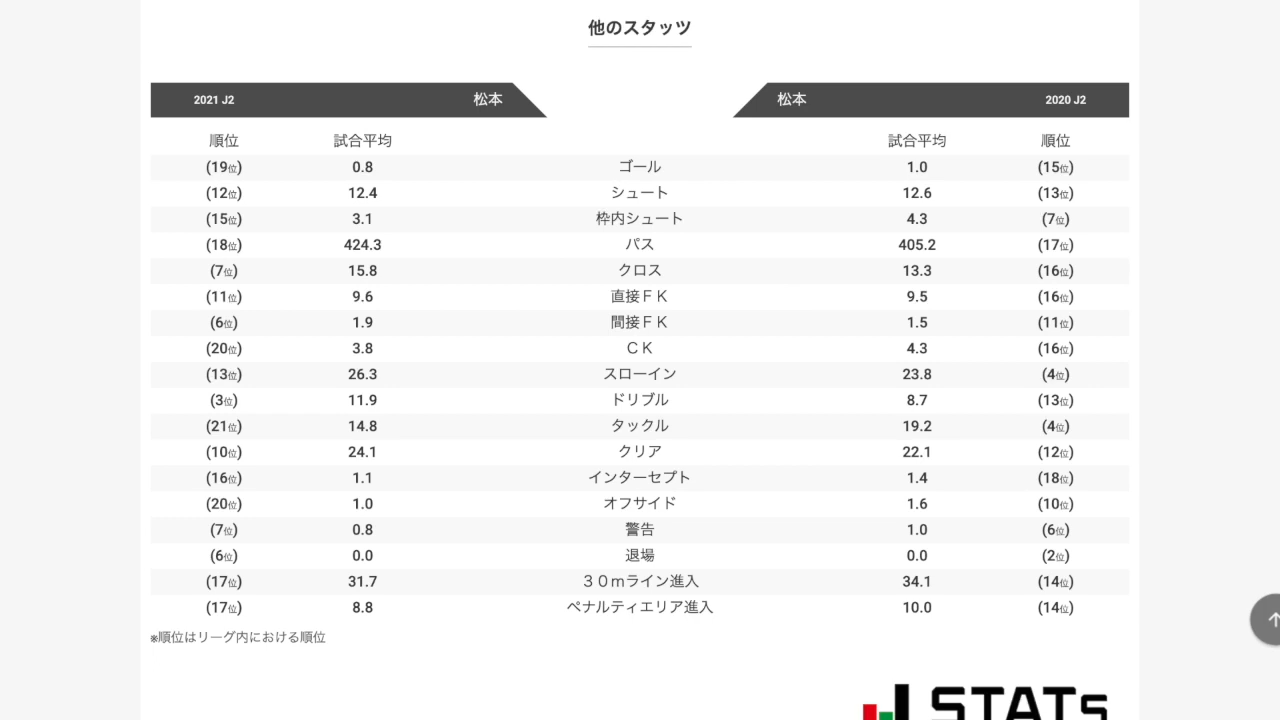 他のスタッツ
2021 J2 松本 松本 2020 J2
順位 試合平均 試合平均 順位
(19位) 0.8 ゴール 1.0 (15位)
(12位) 12.4 シュート 12.6 (13位)
(15位) 3.1 枠内シュート 4.3 (7位)
(18位) 424.3 パス 405.2 (17位)
(7位) 15.8 クロス 13.3 (16位)
(11位) 9.6 直接ＦＫ 9.5 (16位)
(6位) 1.9 間接ＦＫ 1.5 (11位)
(20位) 3.8 ＣＫ 4.3 (16位)
(13位) 26.3 スローイン 23.8 (4位)
(3位) 11.9 ドリブル 8.7 (13位)
(21位) 14.8 タックル 19.2 (4位)
(10位) 24.1 クリア 22.1 (12位)
(16位) 1.1 インターセプト 1.4 (18位)
(20位) 1.0 オフサイド 1.6 (10位)
(7位) 0.8 警告 1.0 (6位)
(6位) 0.0 退場 0.0 (2位)
(17位) 31.7 ３０ｍライン進入 34.1 (14位)
(17位) 8.8 ペナルティエリア進入 10.0 (14位)
※順位はリーグ内における順位
STATs